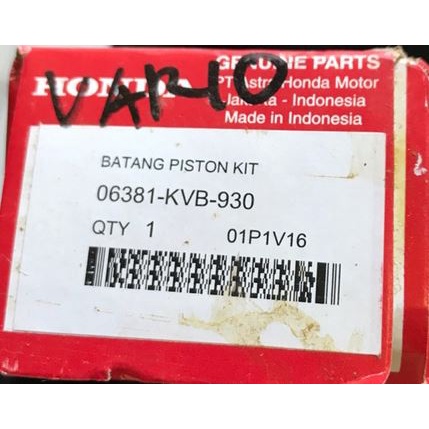 GENUINE PARTS
HONDA
PT Astra Honda Motor
VARIO
Jakarta - Indonesia
Made in Indonesia
BATANG PISTON KIT
06381-KVB-930
QTY 1 01P1V16